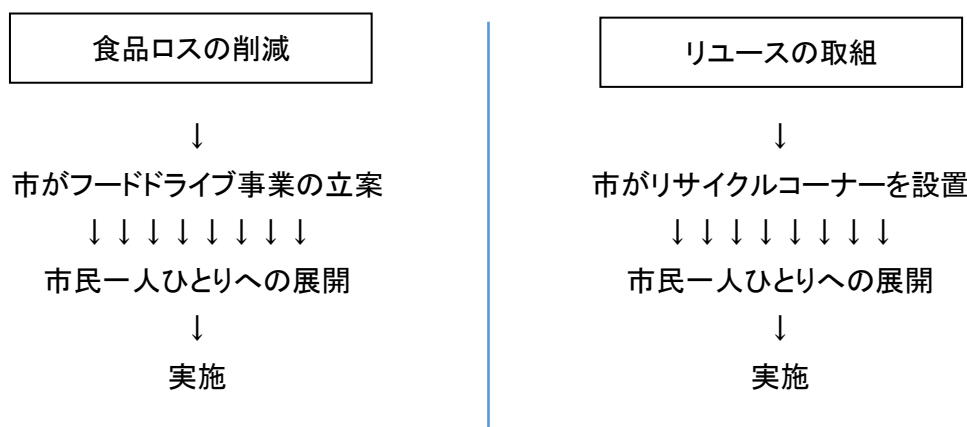 食品ロスの削減
↓
市がフードドライブ事業の立案
↓↓↓↓↓↓↓↓
市民一人ひとりへの展開
↓
実施
リユースの取組
↓
市がリサイクルコーナーを設置
↓↓↓↓↓↓↓↓
市民一人ひとりへの展開
↓
実施